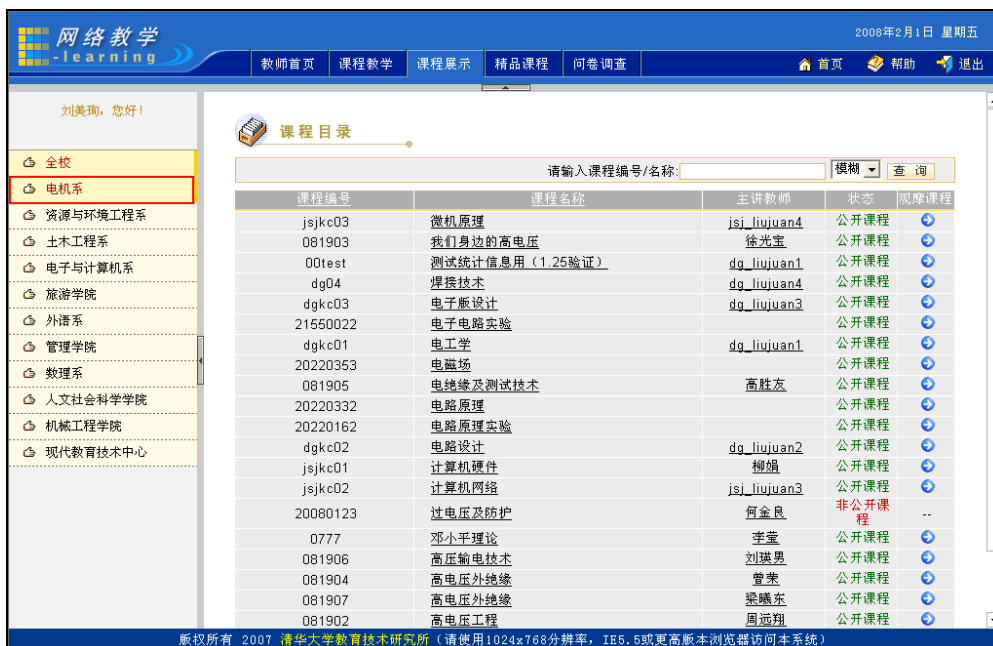 网络教学
-learning
2008年2月1日 星期五
教师首页 课程教学 课程展示 精品课程 问卷调查 首页 帮助 退出
刘美珣，您好！
全校
电机系
资源与环境工程系
土木工程系
电子与计算机系
旅游学院
外语系
管理学院
数理系
人文社会科学学院
机械工程学院
现代教育技术中心
课程目录
请输入课程编号/名称: 模糊 查 询
课程编号 课程名称 主讲教师 状态 观摩课程
jsjkc03 微机原理 jsj_liujuan4 公开课程
081903 我们身边的高电压 徐光宝 公开课程
00test 测试统计信息用（1.25验证） dg_liujuan1 公开课程
dg04 焊接技术 dg_liujuan4 公开课程
dgkc03 电子版设计 dg_liujuan3 公开课程
21550022 电子电路实验 公开课程
dgkc01 电工学 dg_liujuan1 公开课程
20220353 电磁场 公开课程
081905 电绝缘及测试技术 高胜友 公开课程
20220332 电路原理 公开课程
20220162 电路原理实验 公开课程
dgkc02 电路设计 dg_liujuan2 公开课程
jsjkc01 计算机硬件 柳娟 公开课程
jsjkc02 计算机网络 jsj_liujuan3 公开课程
20080123 过电压及防护 何金良 非公开课程 --
0777 邓小平理论 李莹 公开课程
081906 高压输电技术 刘瑛男 公开课程
081904 高电压外绝缘 曾荣 公开课程
081907 高电压外绝缘 梁曦东 公开课程
081902 高电压工程 周远翔 公开课程
版权所有 2007 清华大学教育技术研究所（请使用1024x768分辨率，IE5.5或更高版本浏览器访问本系统）